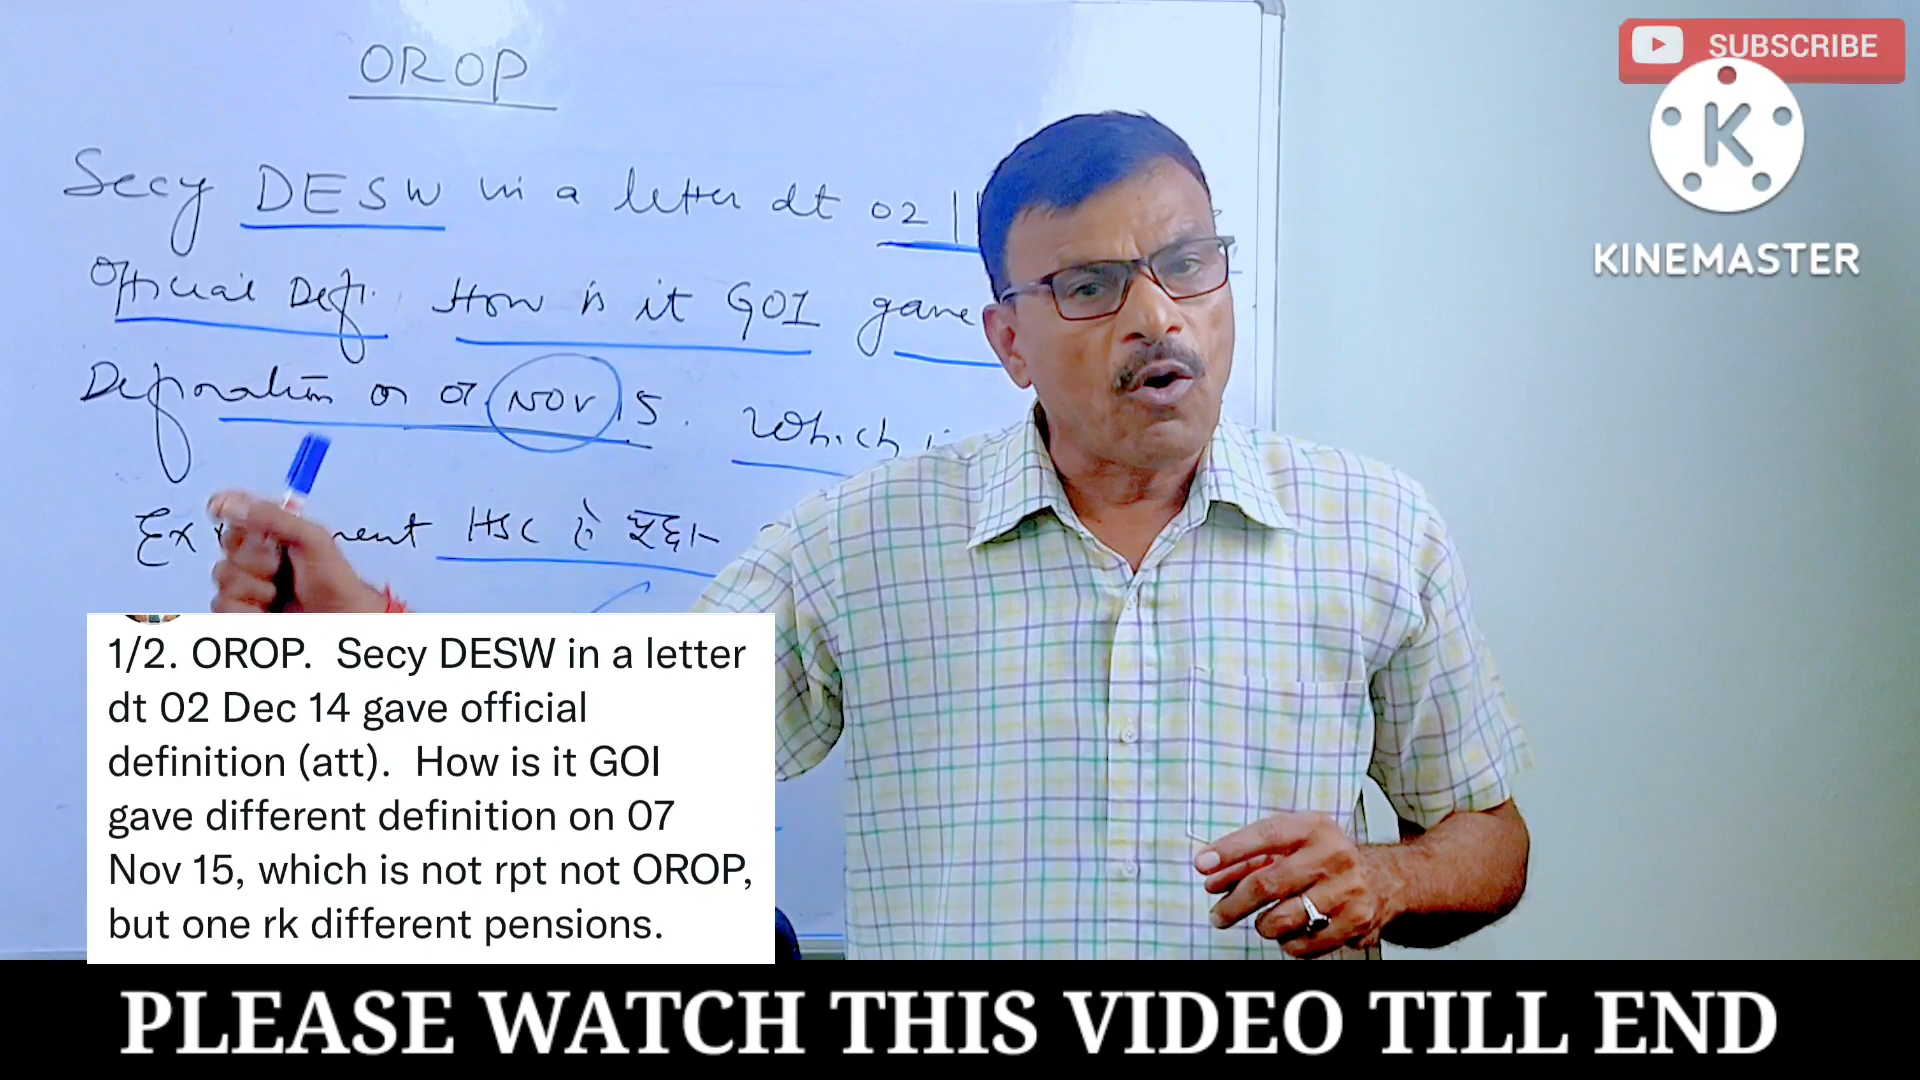 OROP
SUBSCRIBE
K
KINEMASTER
Secy DESW in a letter dt 02
Official Defi. How is it GOI gave
Defination on 07 NOV 15. Which
HSC है
1/2. OROP. Secy DESW in a letter
dt 02 Dec 14 gave official
definition (att). How is it GOI
gave different definition on 07
Nov 15, which is not rpt not OROP,
but one rk different pensions.
PLEASE WATCH THIS VIDEO TILL END